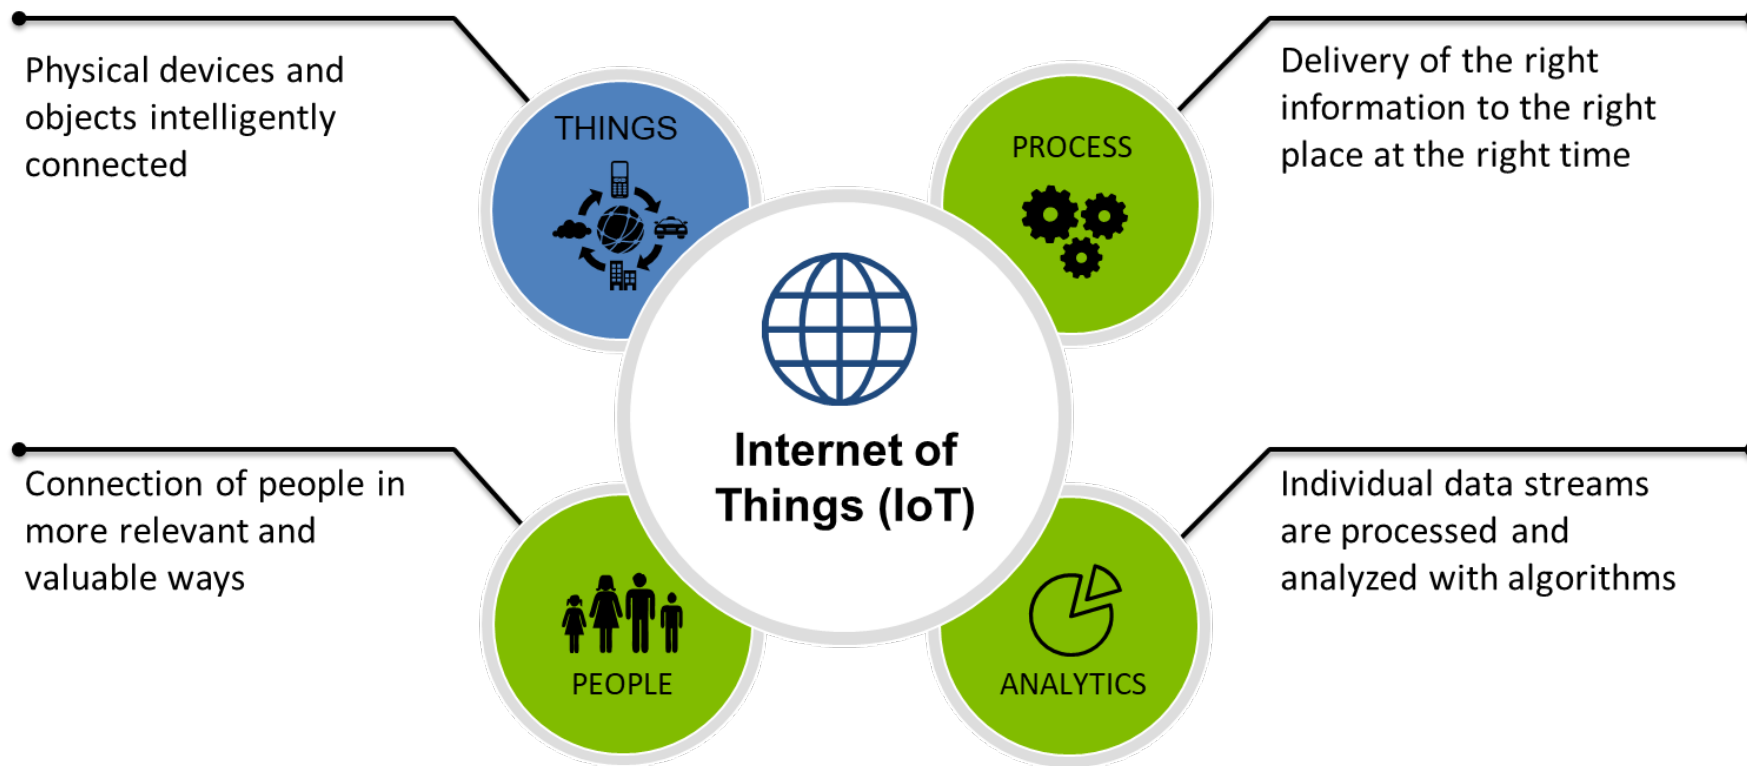 Physical devices and
objects intelligently
connected
THINGS
PROCESS
Delivery of the right
information to the right
place at the right time
Internet of
Things (IoT)
Connection of people in
more relevant and
valuable ways
PEOPLE
ANALYTICS
Individual data streams
are processed and
analyzed with algorithms